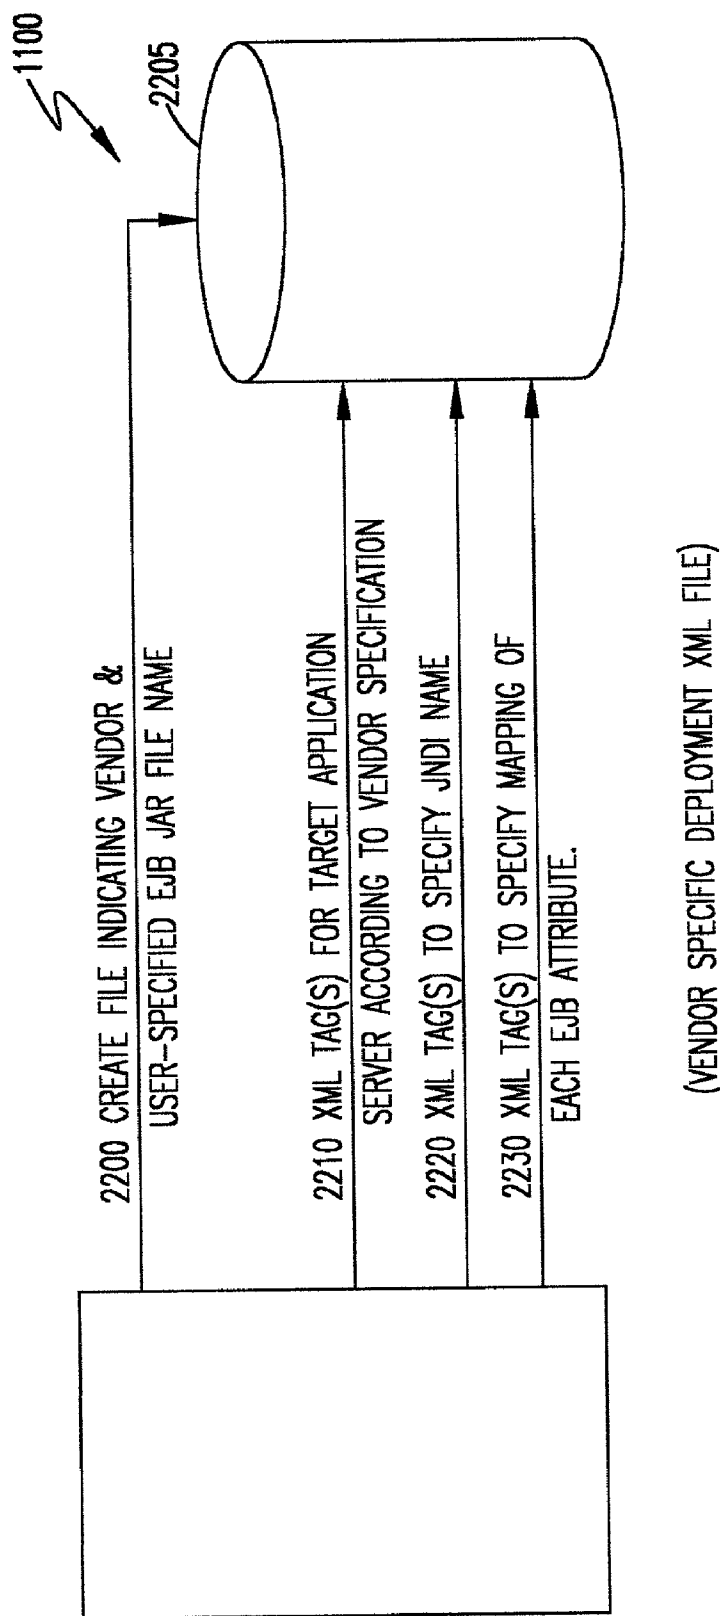 1100
2205
2200 CREATE FILE INDICATING VENDOR &
USER-SPECIFIED EJB JAR FILE NAME
2210 XML TAG(S) FOR TARGET APPLICATION
SERVER ACCORDING TO VENDOR SPECIFICATION
2220 XML TAG(S) TO SPECIFY JNDI NAME
2230 XML TAG(S) TO SPECIFY MAPPING OF
EACH EJB ATTRIBUTE.
(VENDOR SPECIFIC DEPLOYMENT XML FILE)